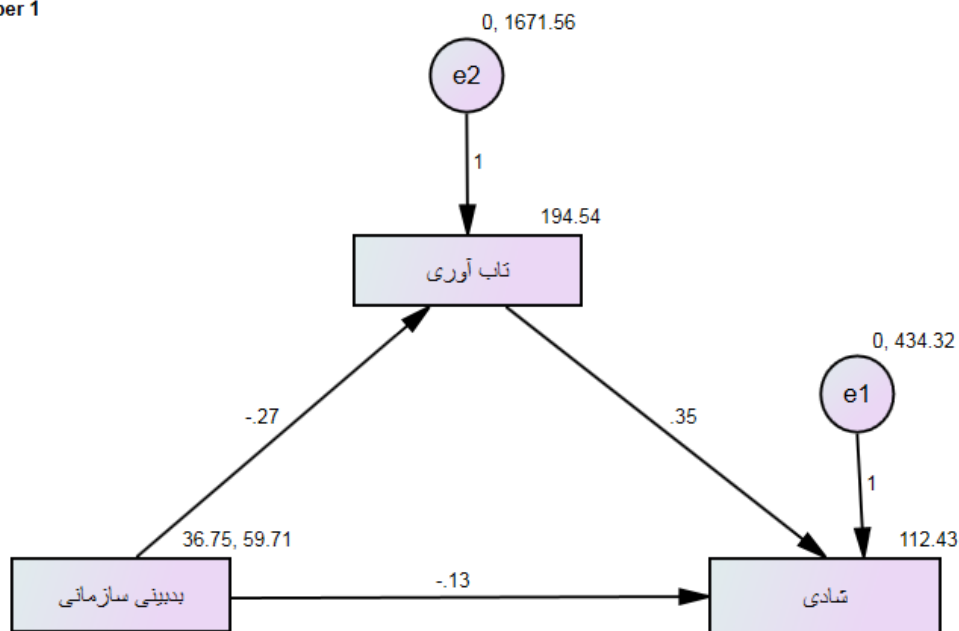 per 1
0, 1671.56
e2
1
194.54
تاب آوری
0, 434.32
e1
-.27
.35
1
36.75, 59.71
112.43
بدبینی سازمانی
-.13
شادی